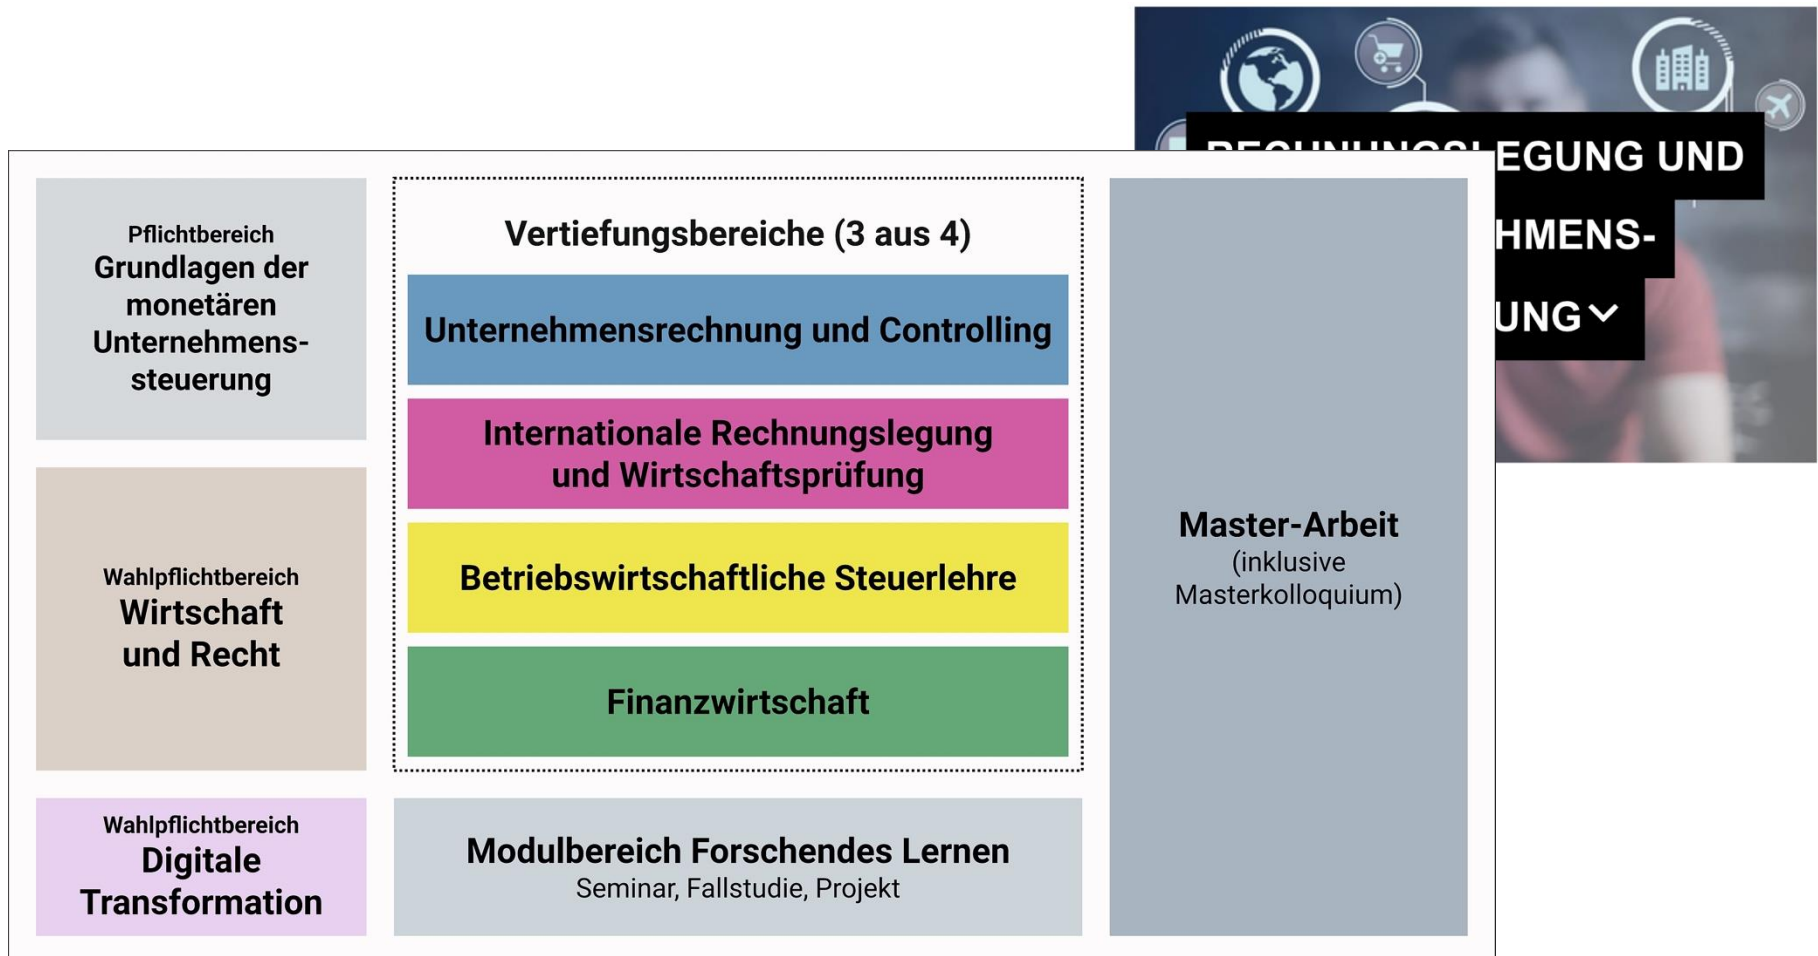 EGUND UND
HMENS-
UNG
Pflichtbereich
Grundlagen der
monetären
Unternehmens-
steuerung
Wahlpflichtbereich
Wirtschaft
und Recht
Wahlpflichtbereich
Digitale
Transformation
Vertiefungsbereiche (3 aus 4)
Unternehmensrechnung und Controlling
Internationale Rechnungslegung
und Wirtschaftsprüfung
Betriebswirtschaftliche Steuerlehre
Finanzwirtschaft
Modulbereich Forschendes Lernen
Seminar, Fallstudie, Projekt
Master-Arbeit
(inklusive
Masterkolloquium)